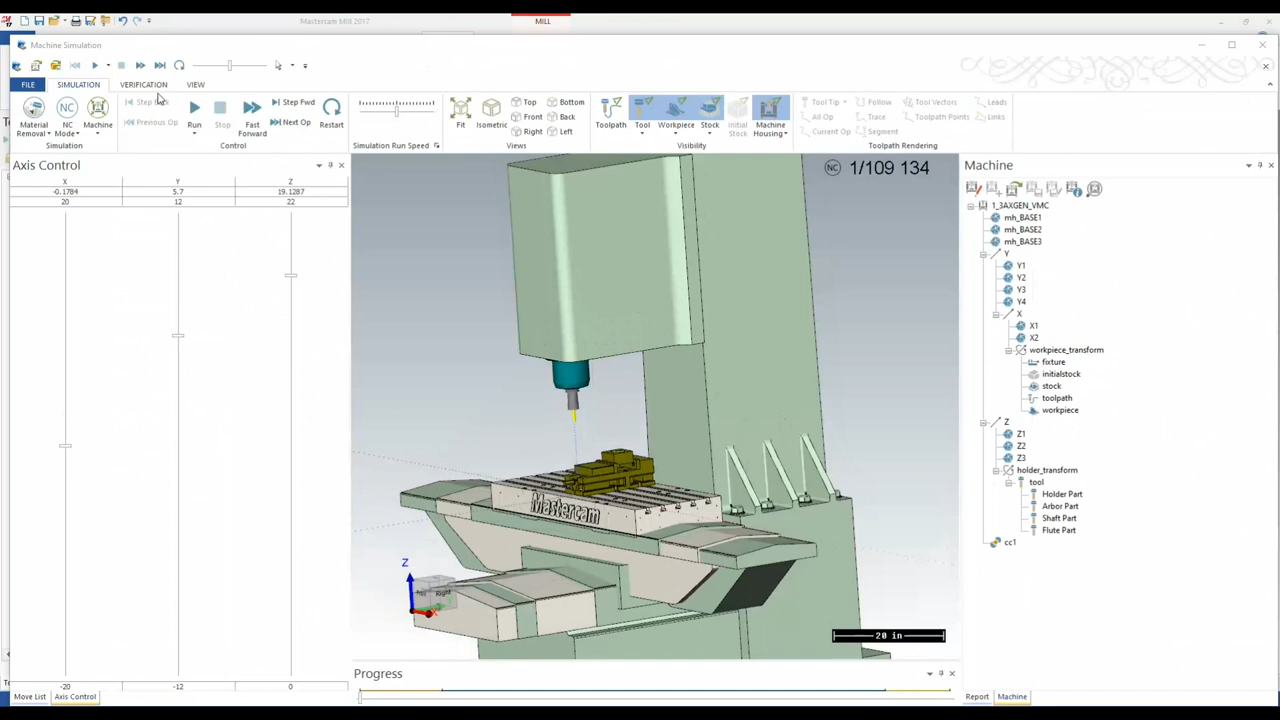 Mastercam Mill 2017
MILL
Machine Simulation
FILE
SIMULATION
VERIFICATION
VIEW
Material Removal
NC Mode
Machine
Simulation
Step Back
Previous Op
Run
Stop
Fast Forward
Step Fwd
Next Op
Restart
Control
Simulation Run Speed
Fit
Isometric
Top
Front
Right
Bottom
Back
Left
Views
Toolpath
Tool
Workpiece
Stock
Initial Stock
Machine Housing
Visibility
Tool Tip
All Op
Current Op
Follow
Trace
Segment
Tool Vectors
Toolpath Points
Leads
Links
Toolpath Rendering
Axis Control
X Y Z
-0.1784 5.7 19.1287
20 12 22
-20 -12 0
Move List
Axis Control
NC 1/109 134
Mastercam
Z
Right
20 in
Progress
Machine
1_3AXGEN_VMC
mh_BASE1
mh_BASE2
mh_BASE3
Y
Y1
Y2
Y3
Y4
X
X1
X2
workpiece_transform
fixture
initialstock
stock
toolpath
workpiece
Z
Z1
Z2
Z3
holder_transform
tool
Holder Part
Arbor Part
Shaft Part
Flute Part
cc1
Report
Machine